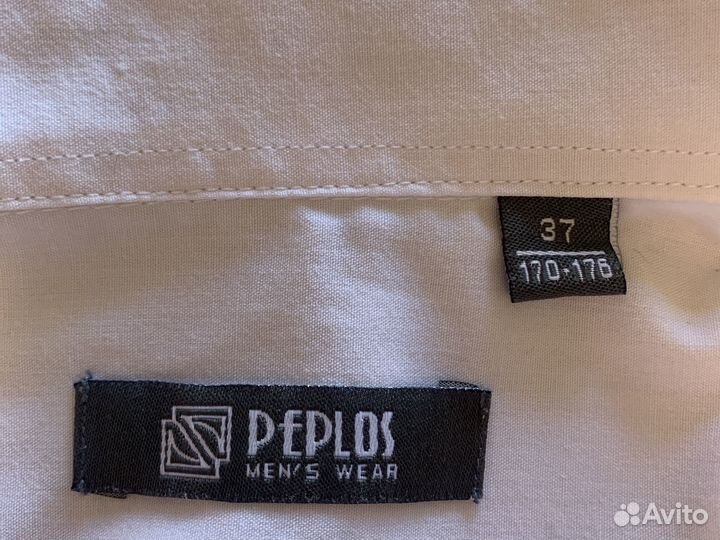 37
170-176
PEPLOS
MEN'S WEAR
Avito